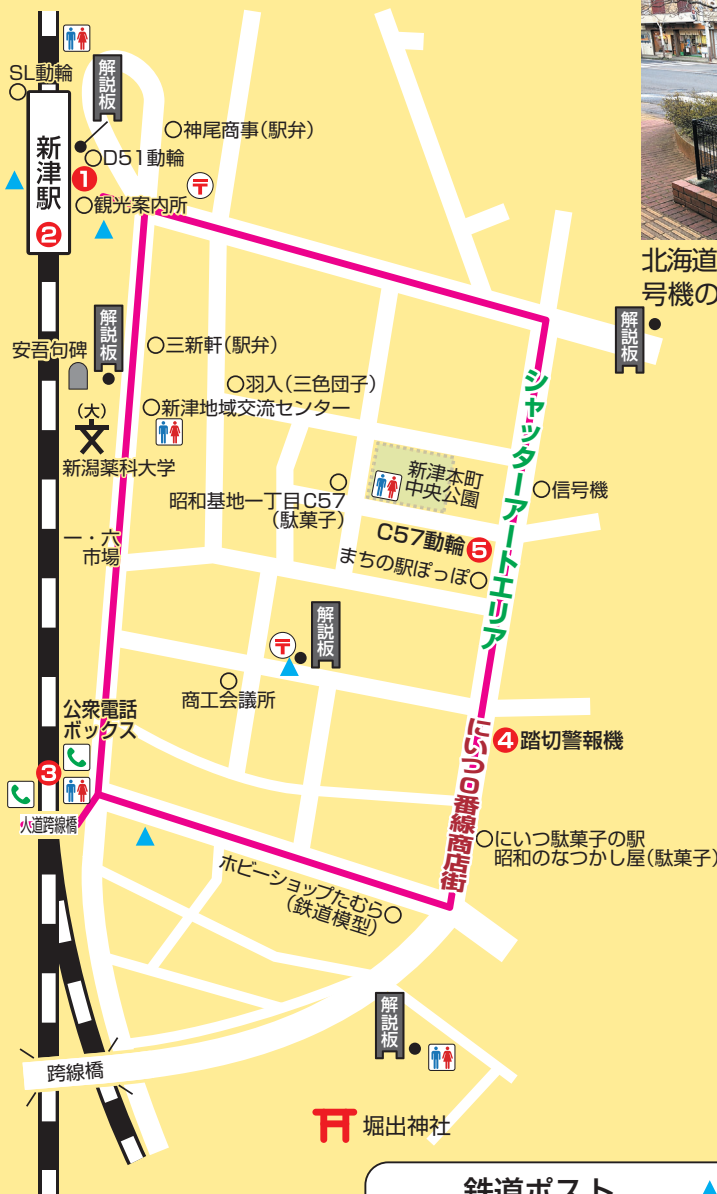 SL動輪
解説板
神尾商事(駅弁)
新津駅
D51動輪
1
〒
観光案内所
2
北海道
号機の
解説板
安吾句碑
解説板
三新軒(駅弁)
羽入(三色団子)
(大)
新津地域交流センター
新潟薬科大学
シャッターアートエリア
新津本町
中央公園
昭和基地一丁目C57
(駄菓子)
信号機
一・六
市場
C57動輪 5
まちの駅ぽっぽ
解説板
〒
商工会議所
公衆電話
ボックス
4 踏切警報機
にいつ0番線商店街
3
人道跨線橋
にいつ駄菓子の駅
昭和のなつかし屋(駄菓子)
ホビーショップたむら
(鉄道模型)
解説板
跨線橋
堀出神社
鉄道ポスト